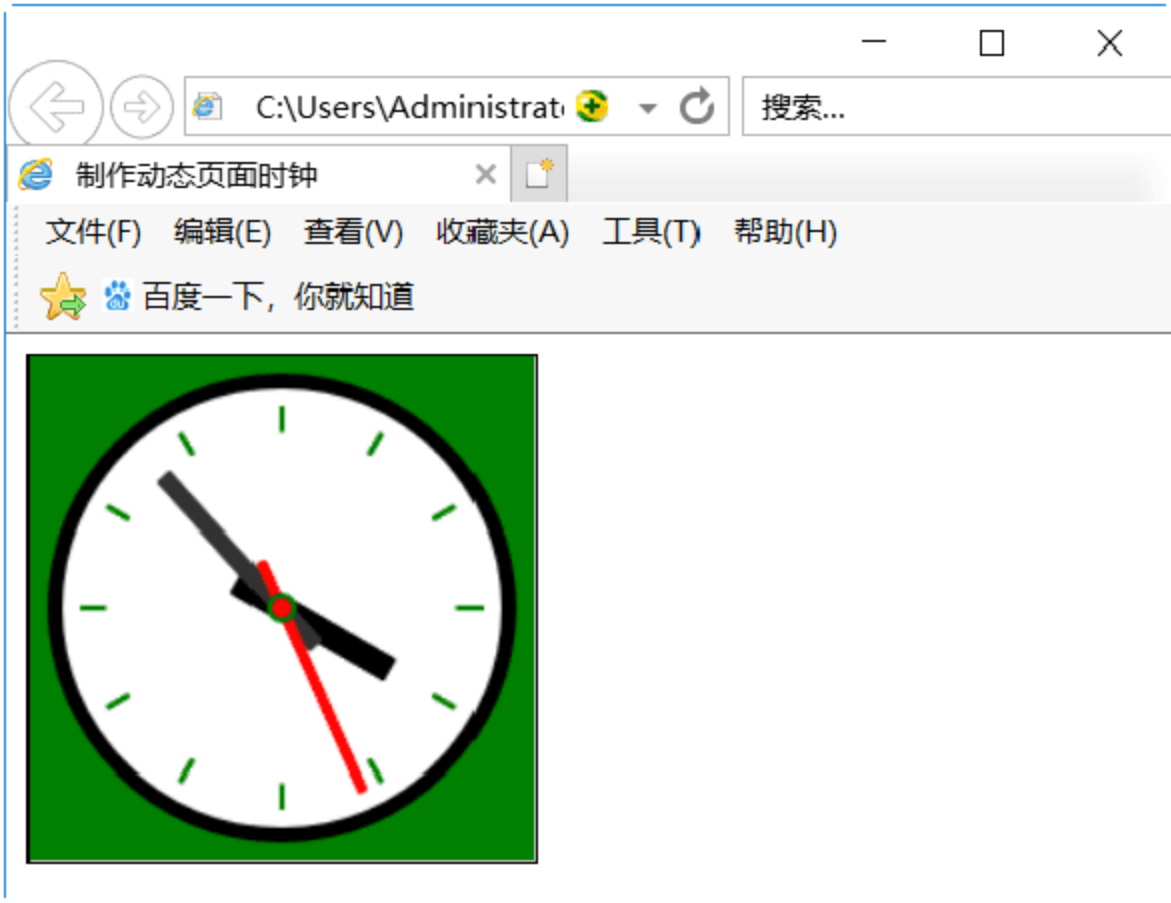 C:\Users\Administrat
搜索...
制作动态页面时钟
文件(F) 编辑(E) 查看(V) 收藏夹(A) 工具(T) 帮助(H)
百度一下，你就知道